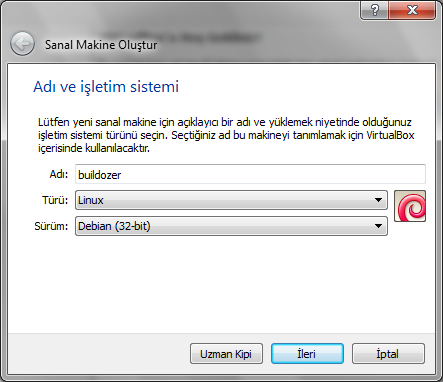 Sanal Makine Oluştur
Adı ve işletim sistemi
Lütfen yeni sanal makine için açıklayıcı bir adı ve yüklemek niyetinde olduğunuz
işletim sistemi türünü seçin. Seçtiğiniz ad bu makineyi tanımlamak için VirtualBox
içerisinde kullanılacaktır.
Adı: buildozer
Türü: Linux
Sürüm: Debian (32-bit)
Uzman Kipi İleri İptal